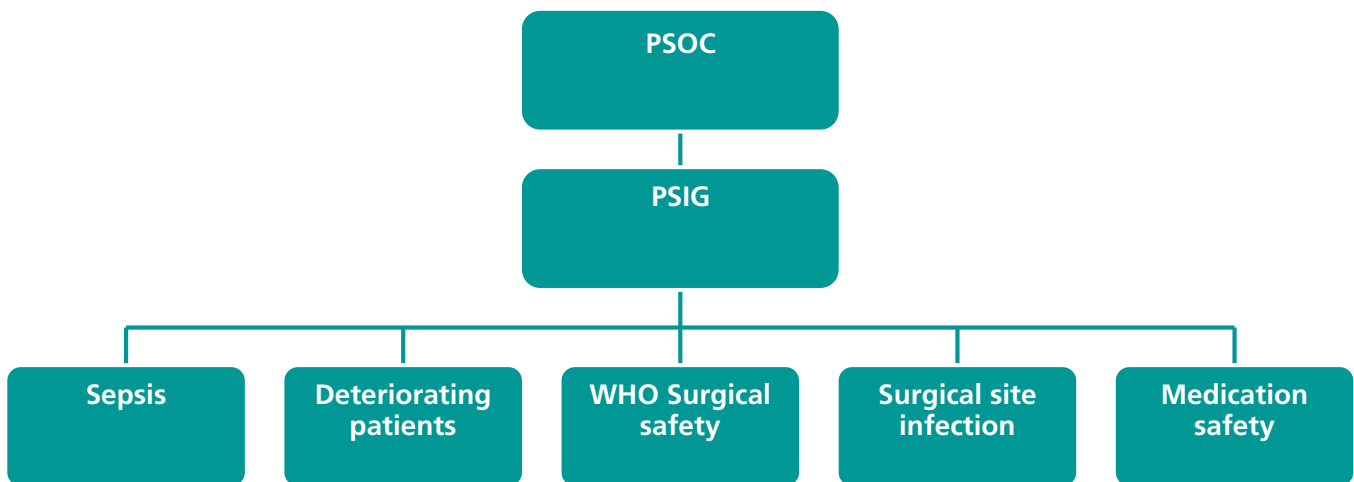 PSOC
PSIG
Sepsis
Deteriorating
patients
WHO Surgical
safety
Surgical site
infection
Medication
safety